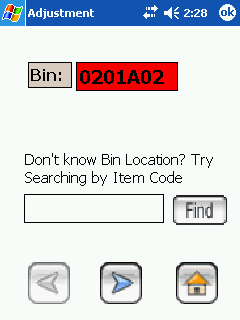 Adjustment 2:28 ok
Bin: 0201A02
Don't know Bin Location? Try
Searching by Item Code
Find